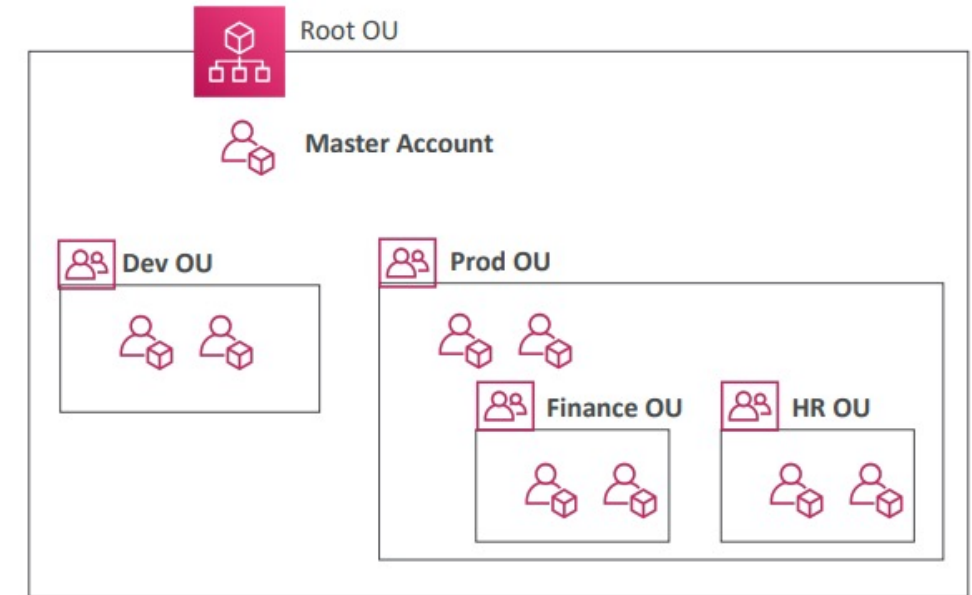 Root OU
Master Account
Dev OU
Prod OU
Finance OU
HR OU